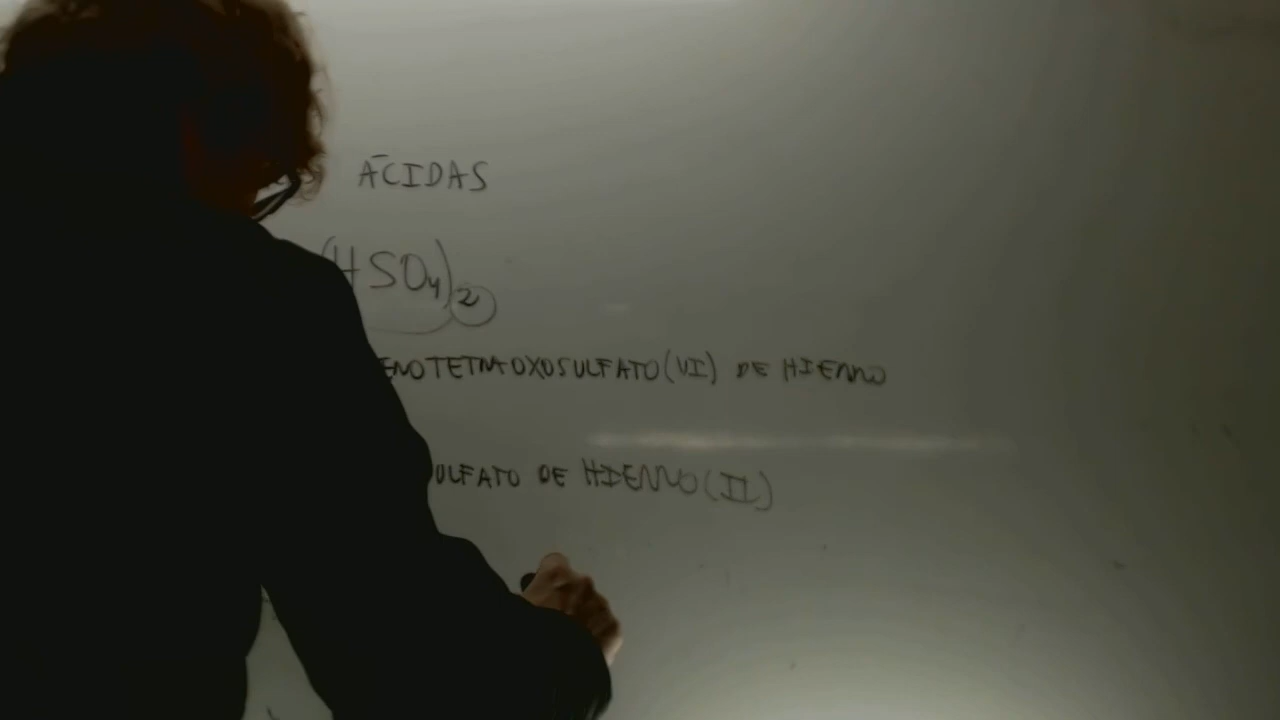 ÁCIDAS
(HSO₄)₂
ENOTETRAOXOSULFATO(VI) DE HIERRO
ULFATO DE HIERRO(II)